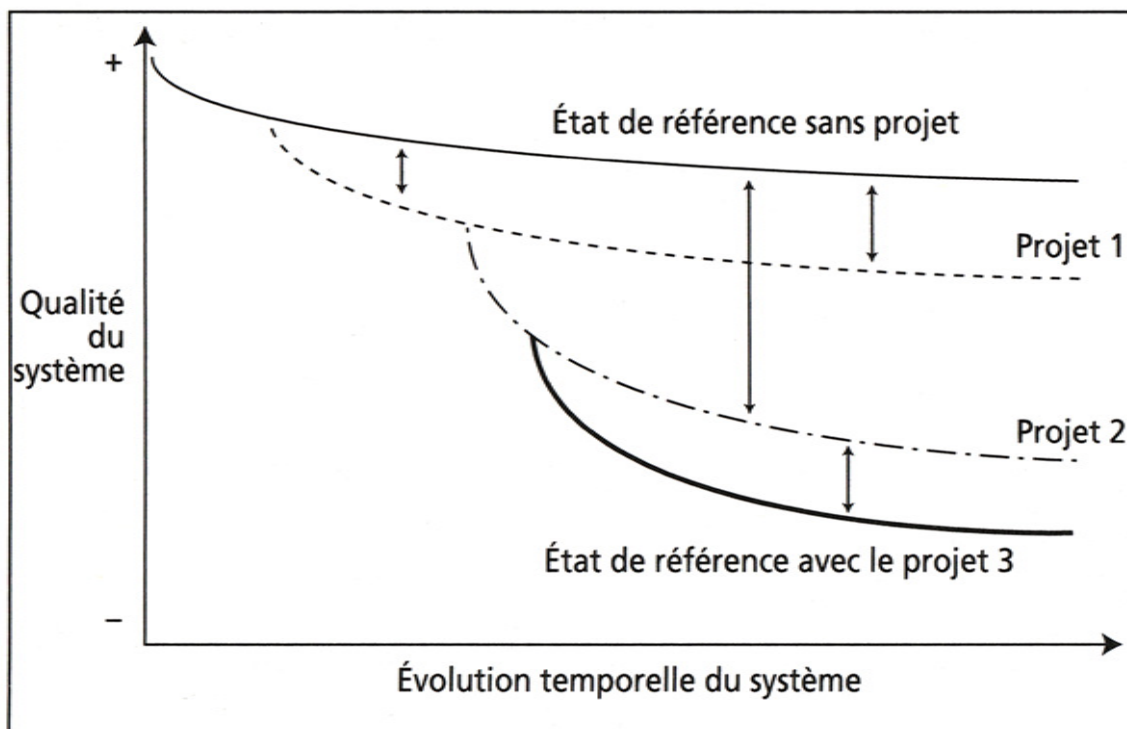 +
État de référence sans projet
Projet 1
Qualité
du
système
Projet 2
État de référence avec le projet 3
–
Évolution temporelle du système